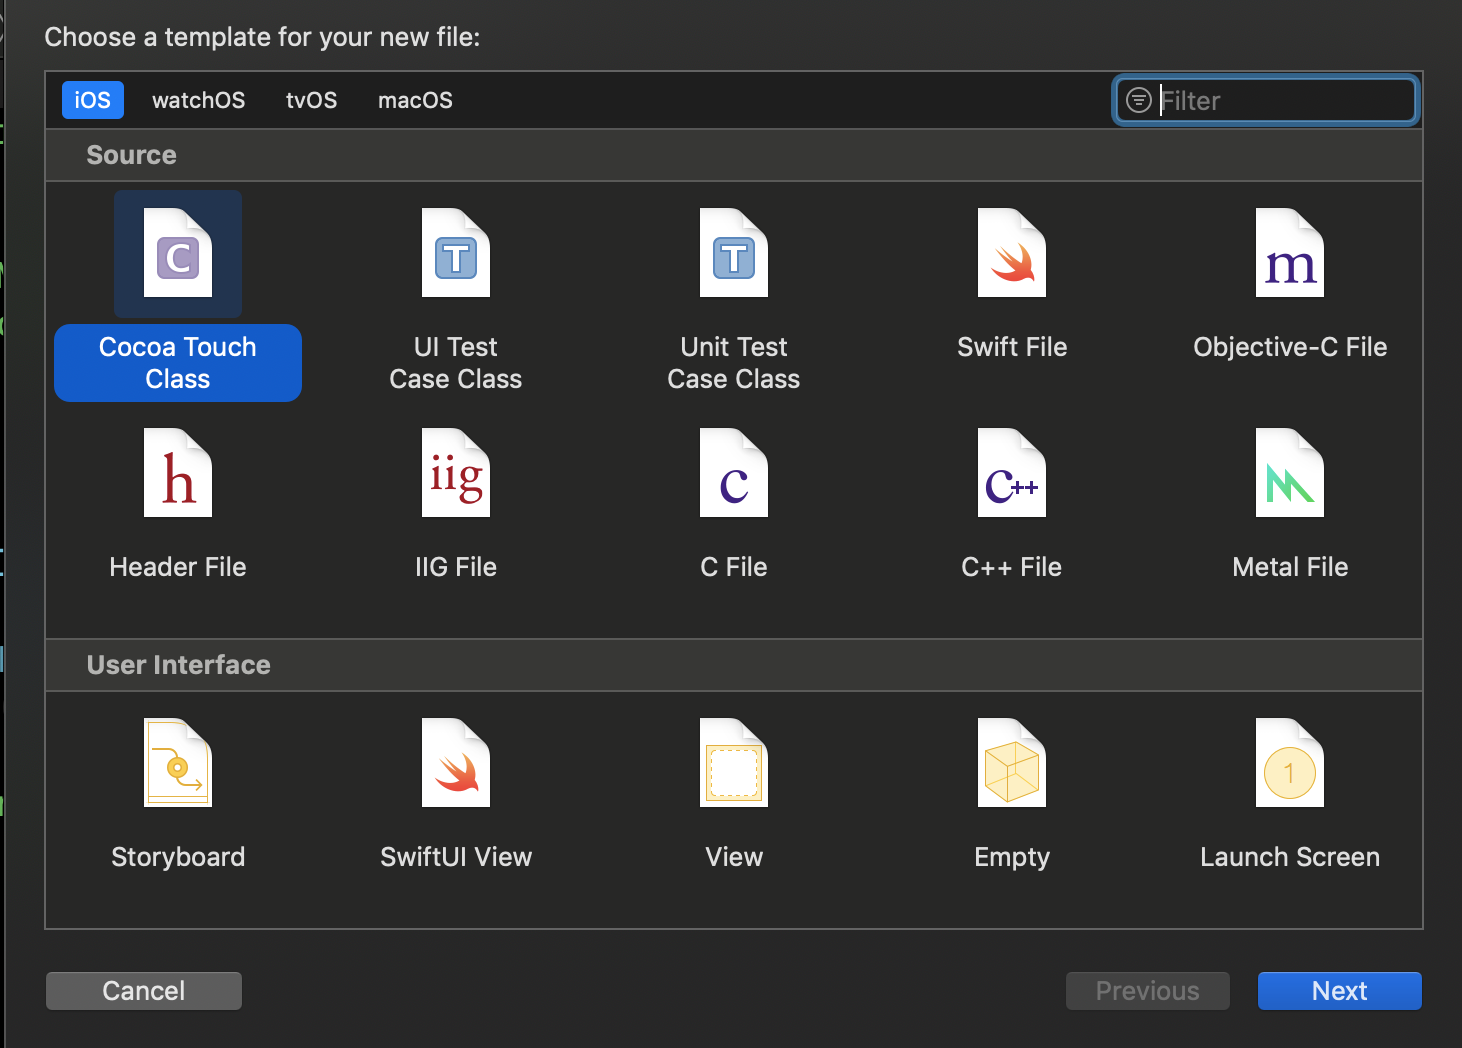 Choose a template for your new file:
iOS watchOS tvOS macOS Filter
Source
C T T m
Cocoa Touch Class
UI Test Case Class
Unit Test Case Class
Swift File
Objective-C File
h iig c c++
Header File
IIG File
C File
C++ File
Metal File
User Interface
1
Storyboard
SwiftUI View
View
Empty
Launch Screen
Cancel Previous Next